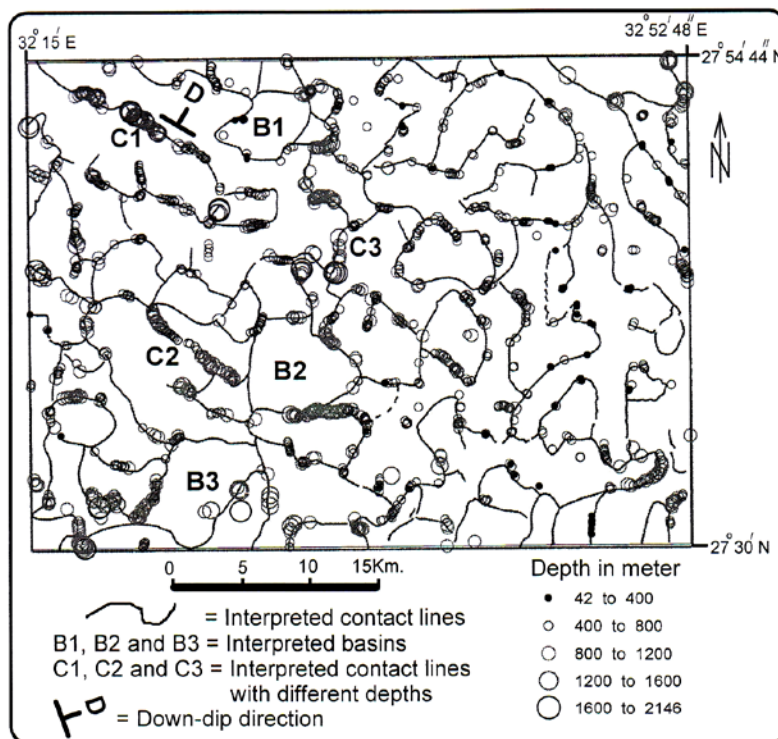 32° 15′ E
32° 52′ 48″ E
27° 54′ 44″ N
D
C1
B1
N
C3
C2
B2
B3
27° 30′ N
0 5 10 15Km.
= Interpreted contact lines
B1, B2 and B3 = Interpreted basins
C1, C2 and C3 = Interpreted contact lines
with different depths
D
= Down-dip direction
Depth in meter
42 to 400
400 to 800
800 to 1200
1200 to 1600
1600 to 2146